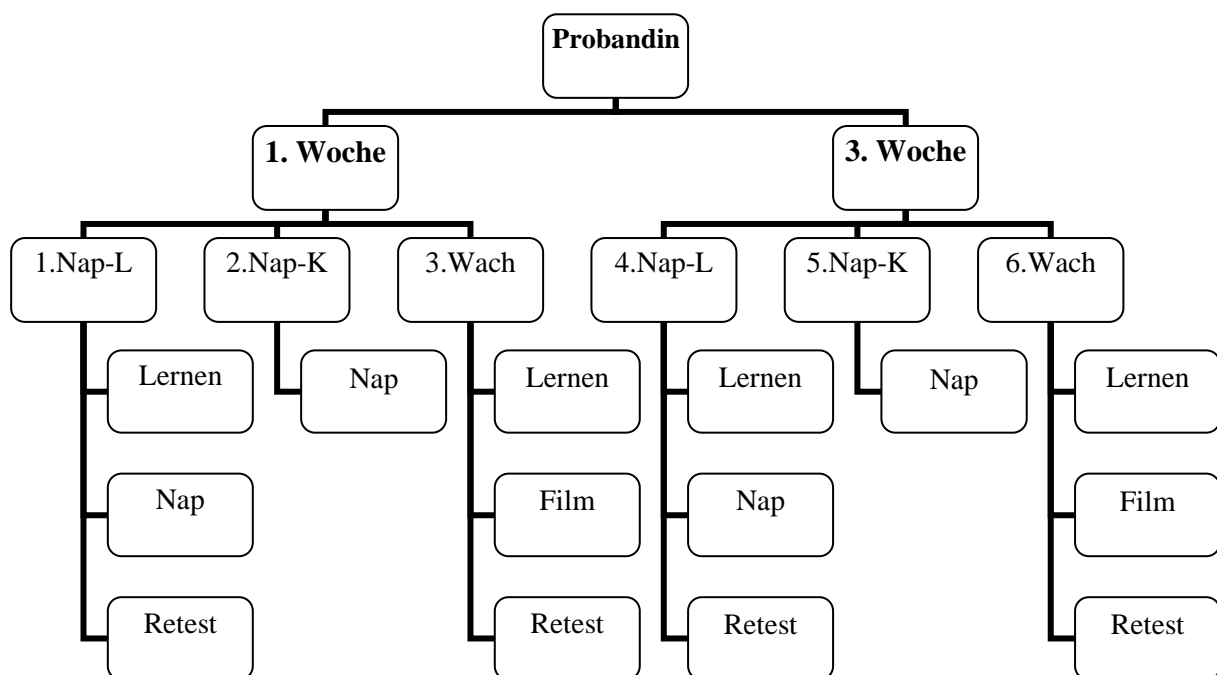 Probandin
1. Woche
3. Woche
1.Nap-L
2.Nap-K
3.Wach
4.Nap-L
5.Nap-K
6.Wach
Lernen
Nap
Lernen
Lernen
Nap
Lernen
Nap
Film
Nap
Film
Retest
Retest
Retest
Retest